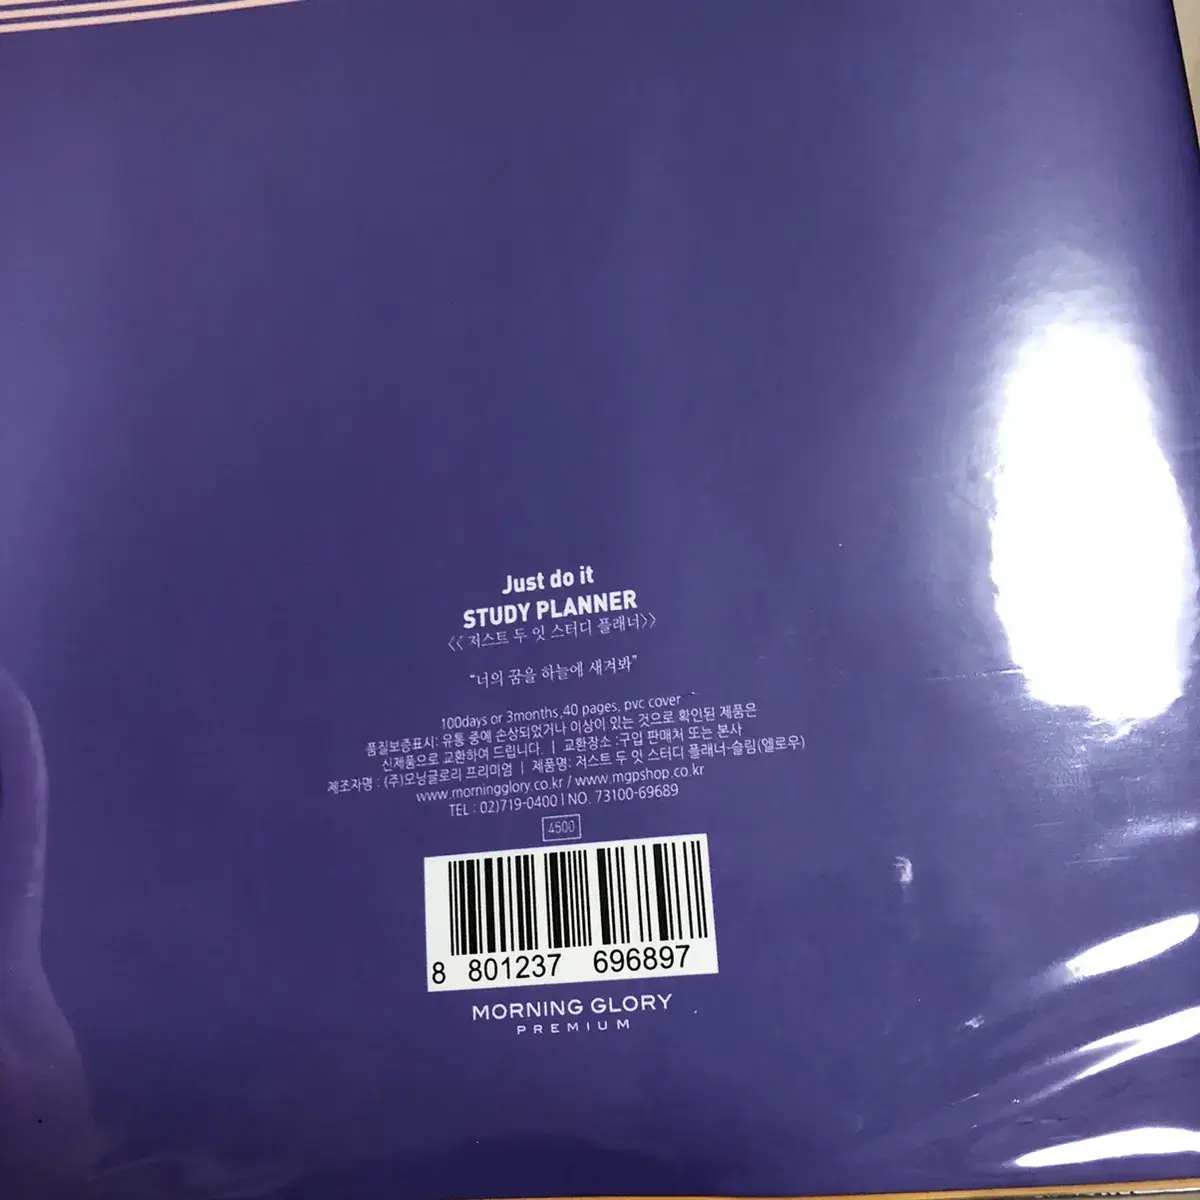 Just do it
STUDY PLANNER
<< 저스트 두 잇 스터디 플래너>>
“너의 꿈을 하늘에 새겨봐”
100days or 3months,40 pages, pvc cover
품질보증표시: 유통 중에 손상되었거나 이상이 있는 것으로 확인된 제품은
신제품으로 교환하여 드립니다. | 교환장소 :구입 판매처 또는 본사
제조자명 : (주)모닝글로리 프리미엄 | 제품명: 저스트 두 잇 스터디 플래너-슬림(옐로우)
www.morningglory.co.kr / www.mgpshop.co.kr
TEL : 02)719-0400 I NO. 73100-69689
4500
8 801237 696897
MORNING GLORY
PREMIUM